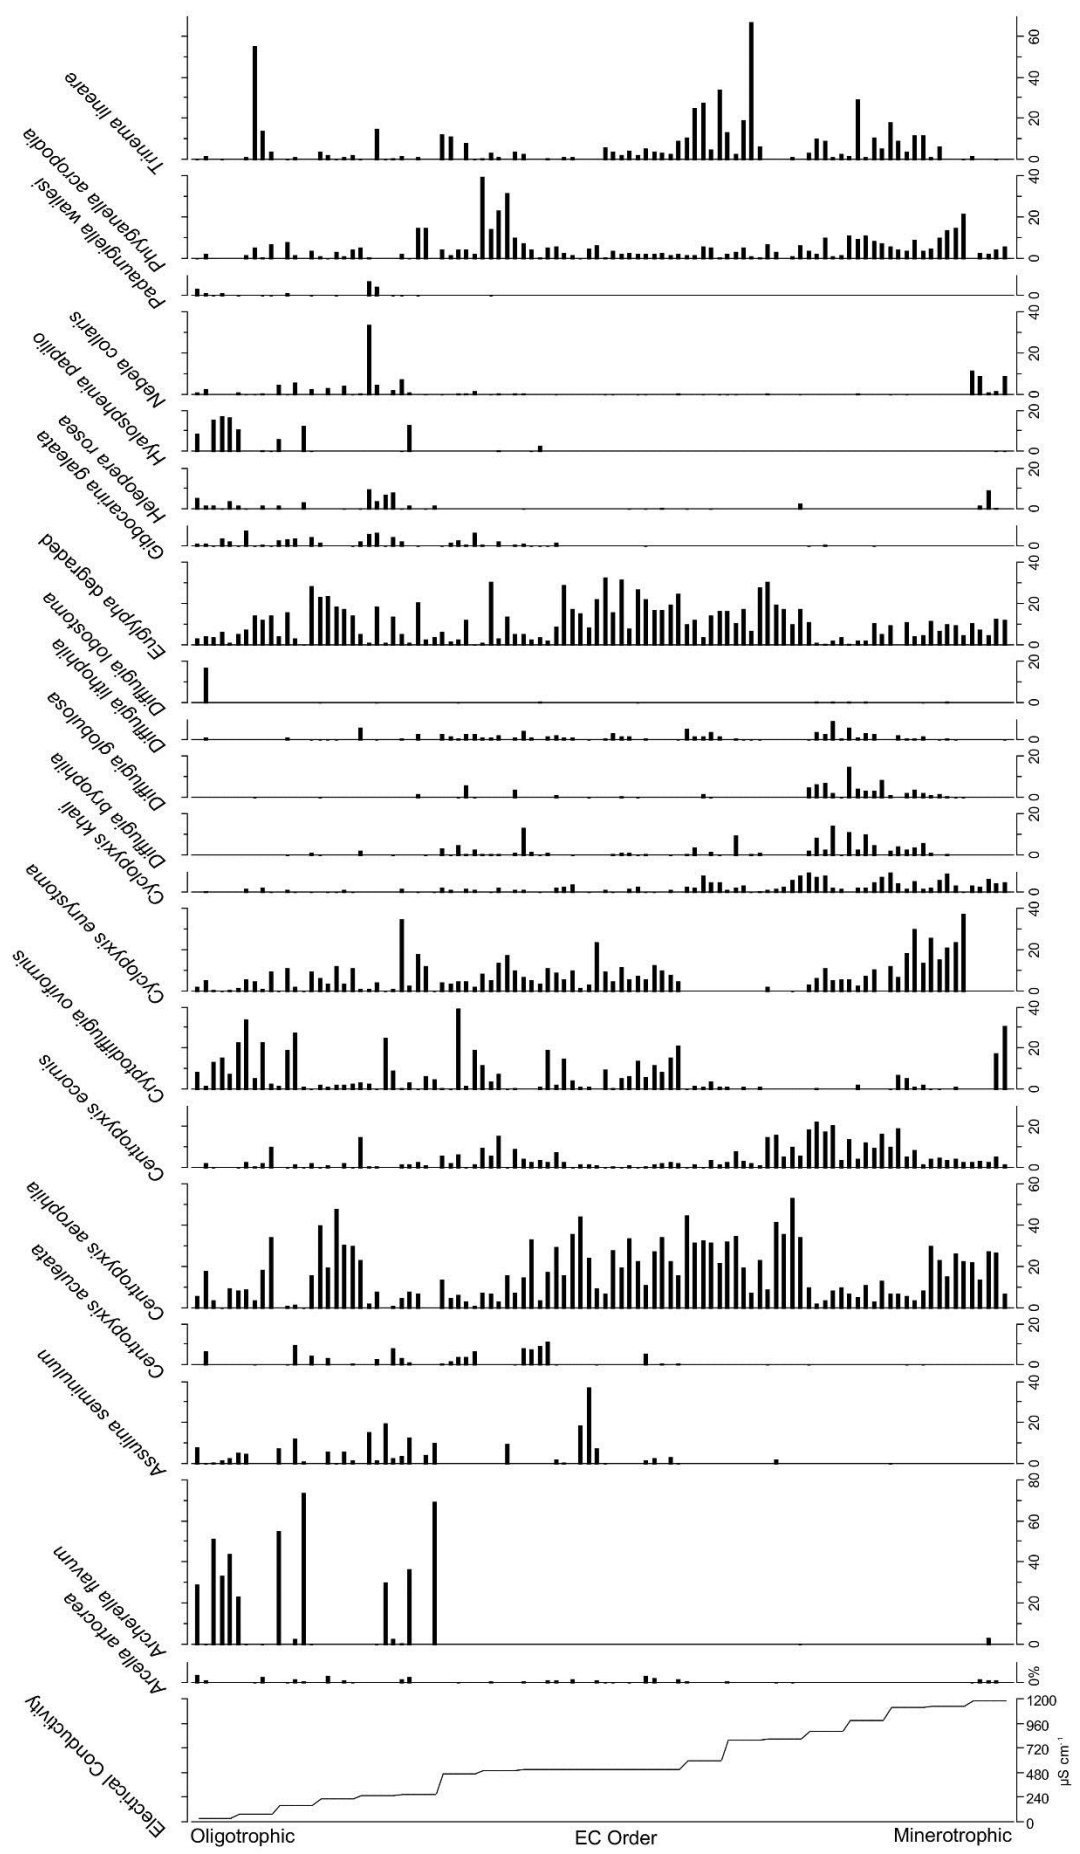 Trinema lineare
60
40
20
0
Phryganella acropodia
40
20
0
Padaungiella wailesi
0
Nebela collaris
40
20
0
Hyalosphenia papilio
20
0
Heleopera rosea
20
0
Gibbocarina galeata
0
Euglypha degraded
40
20
0
Difflugia lobostoma
20
0
Difflugia lithophila
0
Difflugia globulosa
20
0
Difflugia bryophila
20
0
Cyclopyxis khali
0
Cyclopyxis eurystoma
40
20
0
Cryptodifflugia oviformis
40
20
0
Centropyxis ecornis
20
0
Centropyxis aerophila
60
40
20
0
Centropyxis aculeata
20
0
Assulina seminulum
40
20
0
Archerella flavum
80
60
40
20
0
Arcella artocrea
0%
Electrical Conductivity
1200
960
720
480
240
0
µS cm⁻¹
Oligotrophic EC Order Minerotrophic